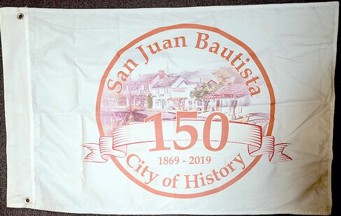 San Juan Bautista
150
1869 - 2019
City of History